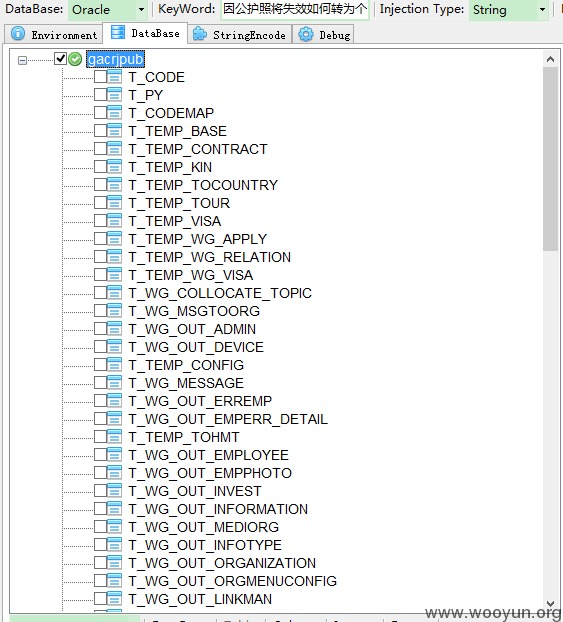 DataBase: Oracle KeyWord: 因公护照将失效如何转为个 Injection Type: String
Environment DataBase StringEncode Debug
gacrjpub
T_CODE
T_PY
T_CODEMAP
T_TEMP_BASE
T_TEMP_CONTRACT
T_TEMP_KIN
T_TEMP_TOCOUNTRY
T_TEMP_TOUR
T_TEMP_VISA
T_TEMP_WG_APPLY
T_TEMP_WG_RELATION
T_TEMP_WG_VISA
T_WG_COLLOCATE_TOPIC
T_WG_MSGTOORG
T_WG_OUT_ADMIN
T_WG_OUT_DEVICE
T_TEMP_CONFIG
T_WG_MESSAGE
T_WG_OUT_ERREMP
T_WG_OUT_EMPERR_DETAIL
T_TEMP_TOHMT
T_WG_OUT_EMPLOYEE
T_WG_OUT_EMPPHOTO
T_WG_OUT_INVEST
T_WG_OUT_INFORMATION
T_WG_OUT_MEDIORG
T_WG_OUT_INFOTYPE
T_WG_OUT_ORGANIZATION
T_WG_OUT_ORGMENUCONFIG
T_WG_OUT_LINKMAN
www.wooyun.org